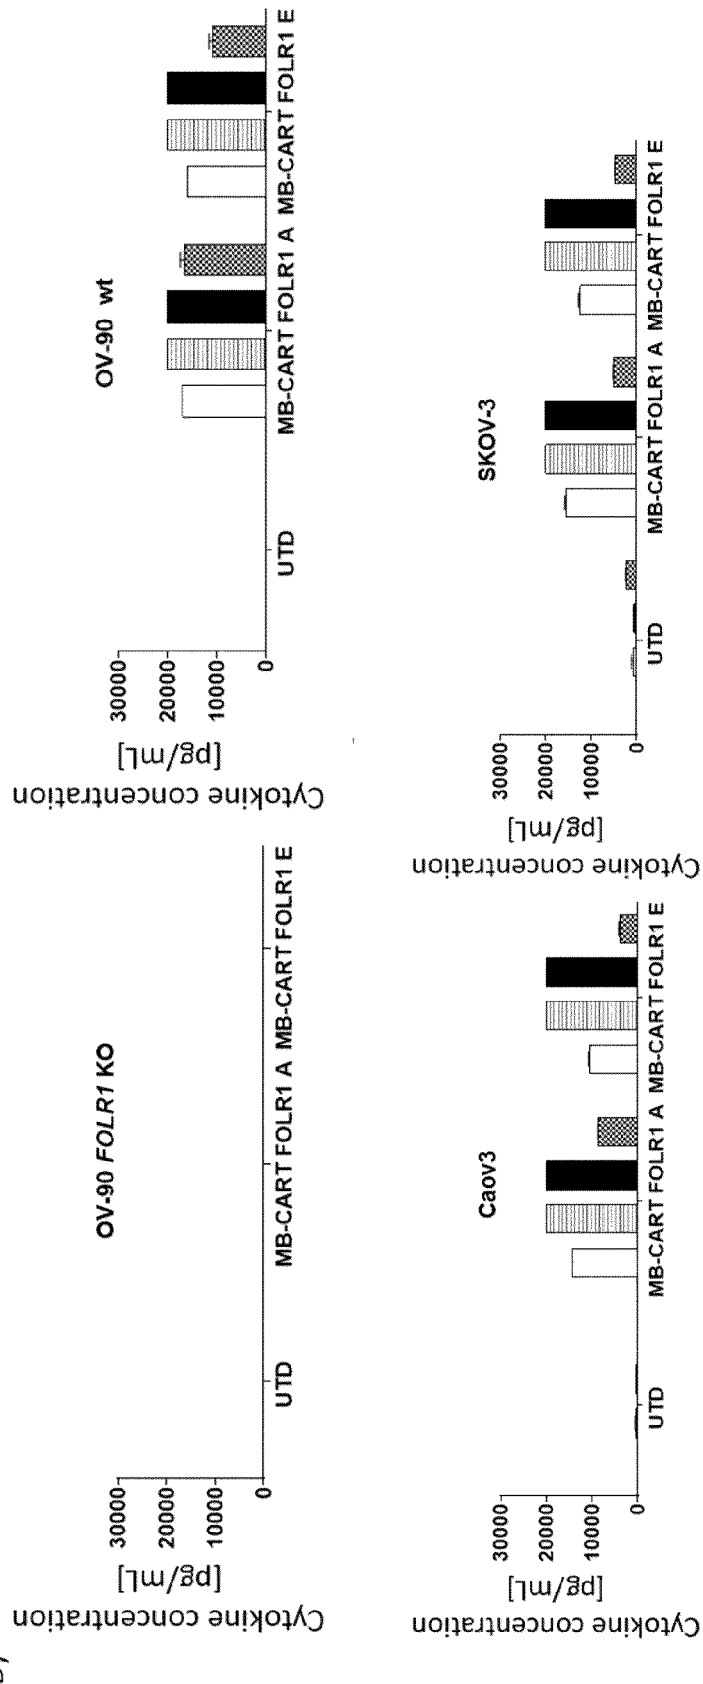 OV-90 FOLR1 KO
Cytokine concentration
[pg/mL]
30000
20000
10000
0
UTD
MB-CART FOLR1 A
MB-CART FOLR1 E
OV-90 wt
Cytokine concentration
[pg/mL]
30000
20000
10000
0
UTD
MB-CART FOLR1 A
MB-CART FOLR1 E
Caov3
Cytokine concentration
[pg/mL]
30000
20000
10000
0
UTD
MB-CART FOLR1 A
MB-CART FOLR1 E
SKOV-3
Cytokine concentration
[pg/mL]
30000
20000
10000
0
UTD
MB-CART FOLR1 A
MB-CART FOLR1 E